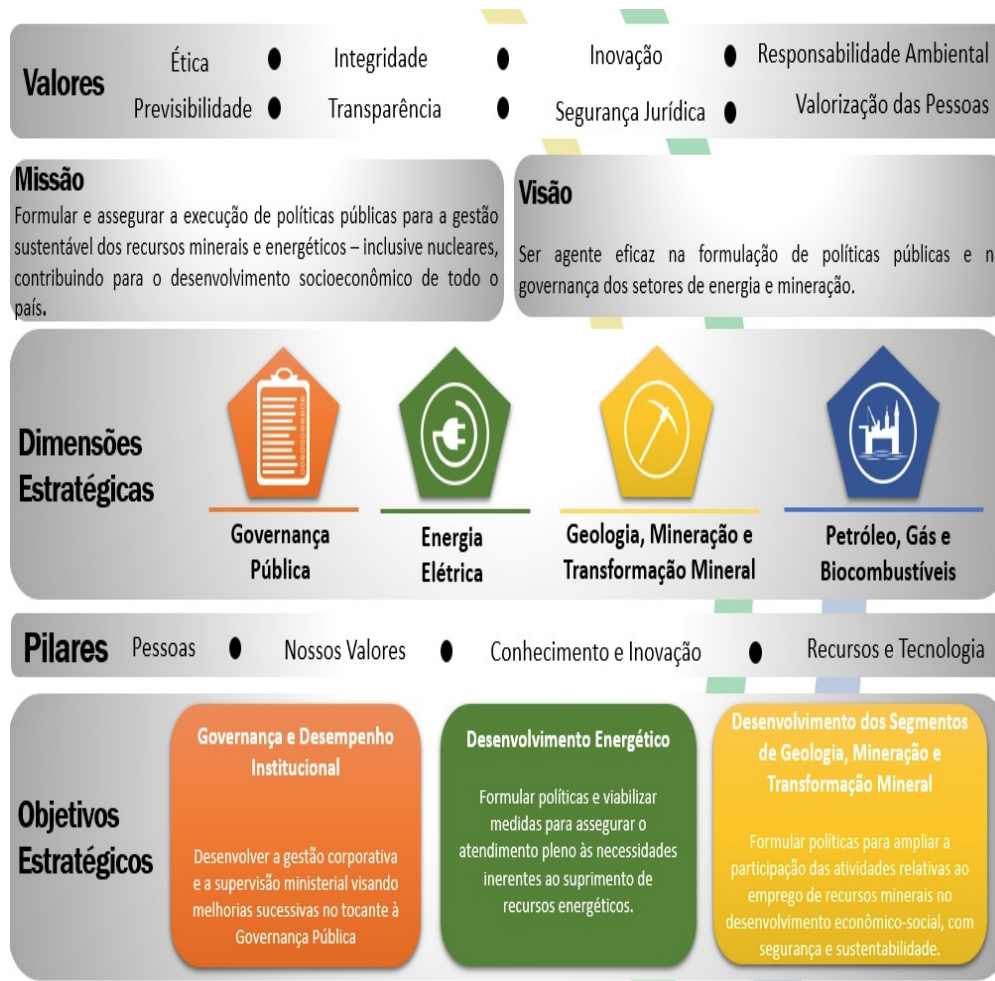 Valores
Ética ● Integridade ● Inovação ● Responsabilidade Ambiental
Previsibilidade ● Transparência ● Segurança Jurídica ● Valorização das Pessoas
Missão
Formular e assegurar a execução de políticas públicas para a gestão
sustentável dos recursos minerais e energéticos – inclusive nucleares,
contribuindo para o desenvolvimento socioeconômico de todo o
país.
Visão
Ser agente eficaz na formulação de políticas públicas e n
governança dos setores de energia e mineração.
Dimensões
Estratégicas
Governança
Pública
Energia
Elétrica
Geologia, Mineração e
Transformação Mineral
Petróleo, Gás e
Biocombustíveis
Pilares Pessoas ● Nossos Valores ● Conhecimento e Inovação ● Recursos e Tecnologia
Objetivos
Estratégicos
Governança e Desempenho
Institucional
Desenvolver a gestão corporativa
e a supervisão ministerial visando
melhorias sucessivas no tocante à
Governança Pública
Desenvolvimento Energético
Formular políticas e viabilizar
medidas para assegurar o
atendimento pleno às necessidades
inerentes ao suprimento de
recursos energéticos.
Desenvolvimento dos Segmentos
de Geologia, Mineração e
Transformação Mineral
Formular políticas para ampliar a
participação das atividades relativas ao
emprego de recursos minerais no
desenvolvimento econômico-social, com
segurança e sustentabilidade.